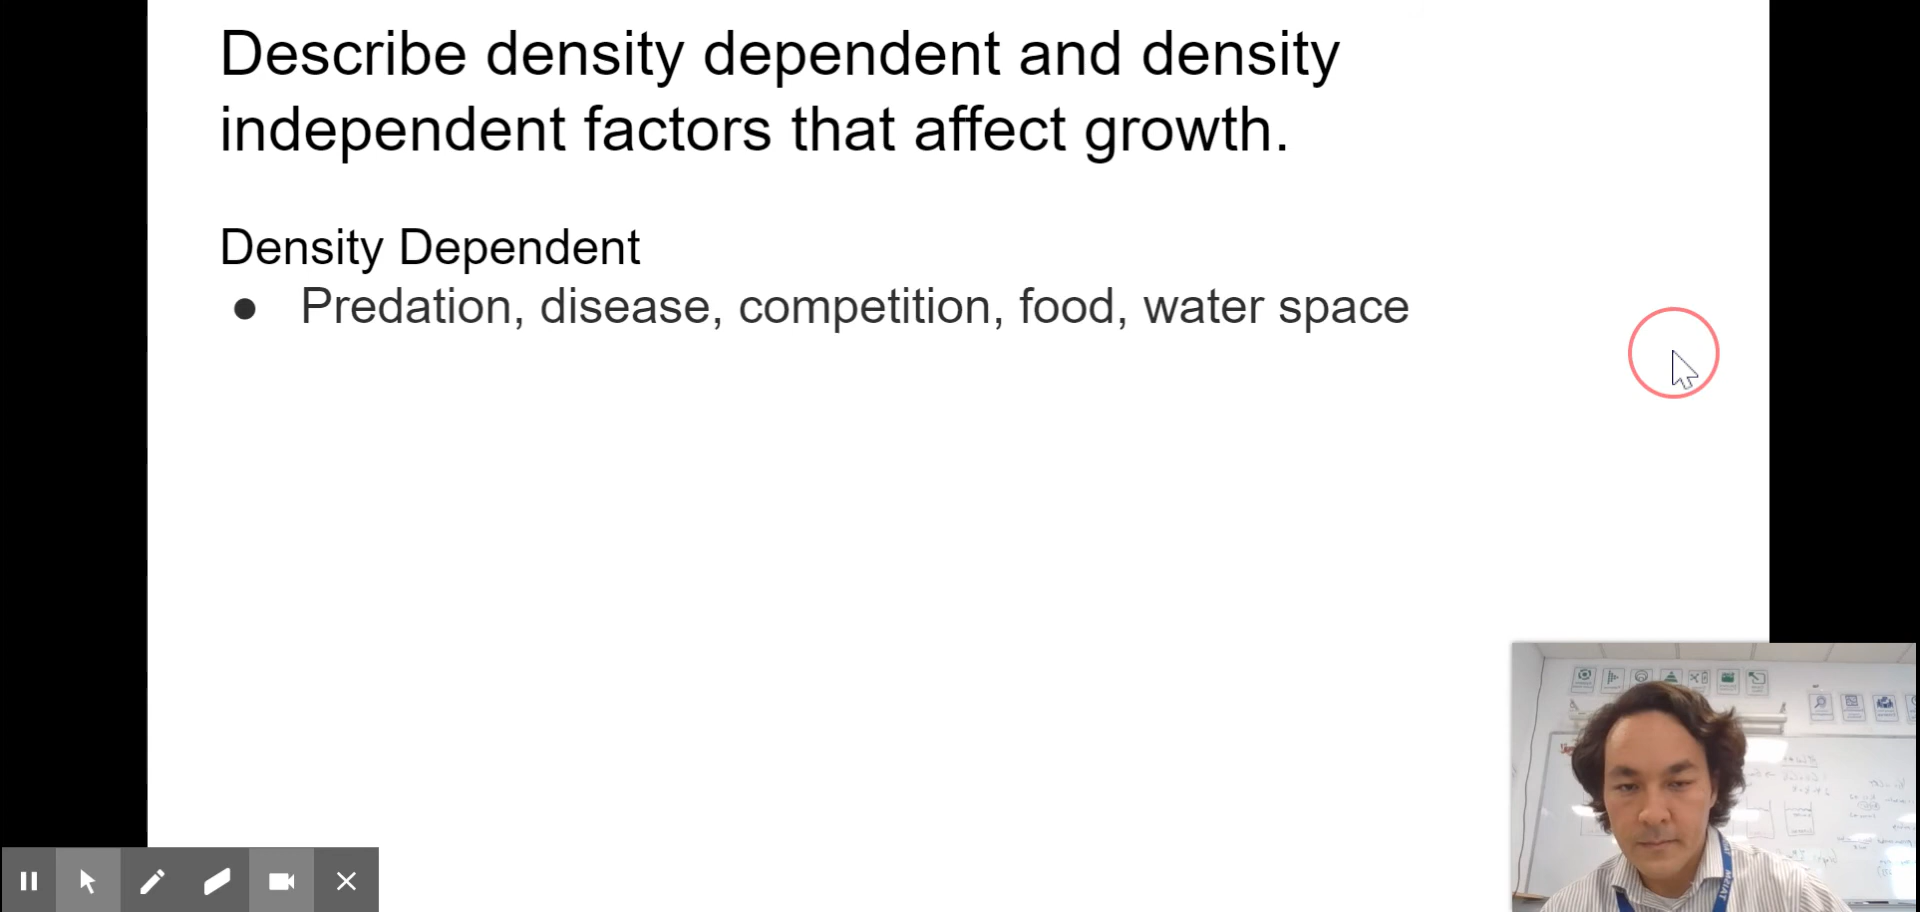 Describe density dependent and density
independent factors that affect growth.
Density Dependent
● Predation, disease, competition, food, water space